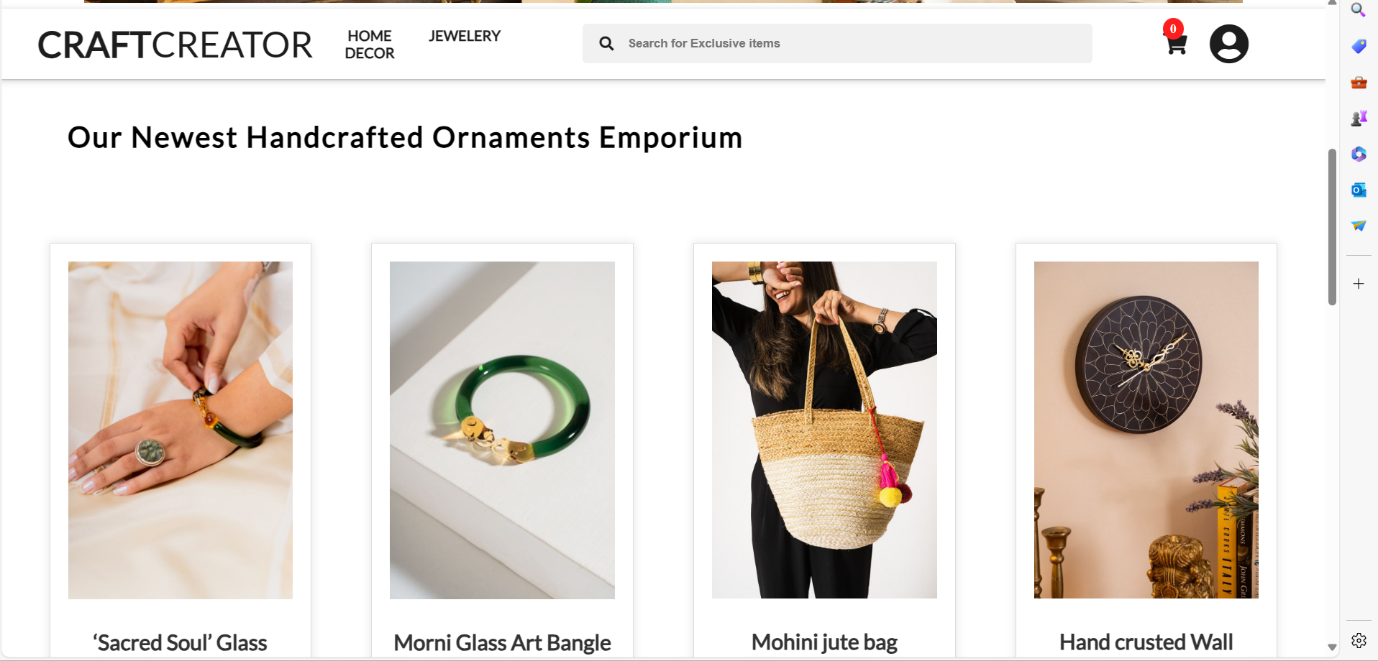 CRAFTCREATOR
HOME
DECOR
JEWELERY
Search for Exclusive items
0
Our Newest Handcrafted Ornaments Emporium
‘Sacred Soul’ Glass
Morni Glass Art Bangle
Mohini jute bag
Hand crusted Wall